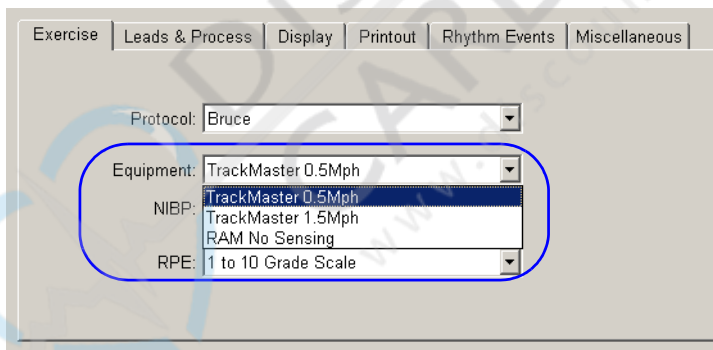 Exercise Leads & Process Display Printout Rhythm Events Miscellaneous
Protocol: Bruce
Equipment: TrackMaster 0.5Mph
TrackMaster 0.5Mph
NIBP:
TrackMaster 1.5Mph
RAM No Sensing
RPE: 1 to 10 Grade Scale